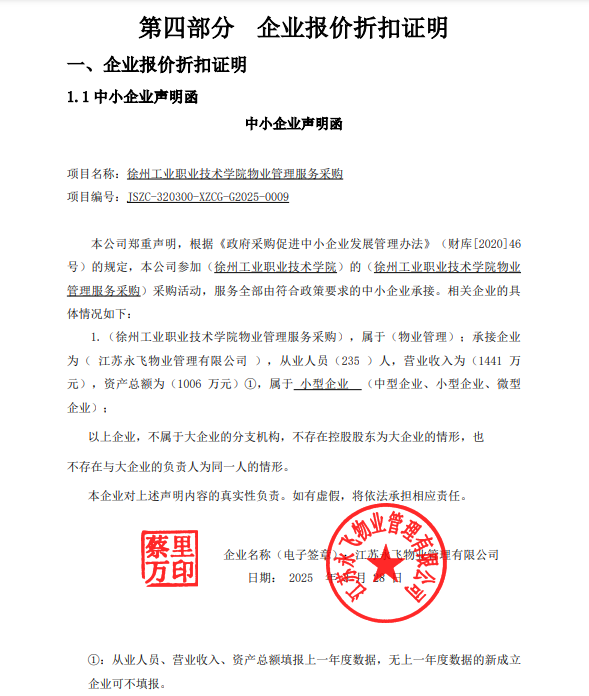 第四部分 企业报价折扣证明
一、企业报价折扣证明
1.1中小企业声明函
中小企业声明函
项目名称：徐州工业职业技术学院物业管理服务采购
项目编号：JSZC-320300-XZCG-G2025-0009
本公司郑重声明，根据《政府采购促进中小企业发展管理办法》（财库[2020]46
号）的规定，本公司参加（徐州工业职业技术学院）的（徐州工业职业技术学院物业
管理服务采购）采购活动，服务全部由符合政策要求的中小企业承接。相关企业的具
体情况如下：
1.（徐州工业职业技术学院物业管理服务采购），属于（物业管理）；承接企业
为（ 江苏永飞物业管理有限公司 ），从业人员（235 ）人，营业收入为（1441 万
元），资产总额为（1006 万元）①，属于 小型企业 （中型企业、小型企业、微型
企业）；
以上企业，不属于大企业的分支机构，不存在控股股东为大企业的情形，也
不存在与大企业的负责人为同一人的情形。
本企业对上述声明内容的真实性负责。如有虚假，将依法承担相应责任。
蔡里
万印
江苏永飞物业管理有限公司
企业名称（电子签章）：江苏永飞物业管理有限公司
日期： 2025 年 月 28 日
①：从业人员、营业收入、资产总额填报上一年度数据，无上一年度数据的新成立
企业可不填报。